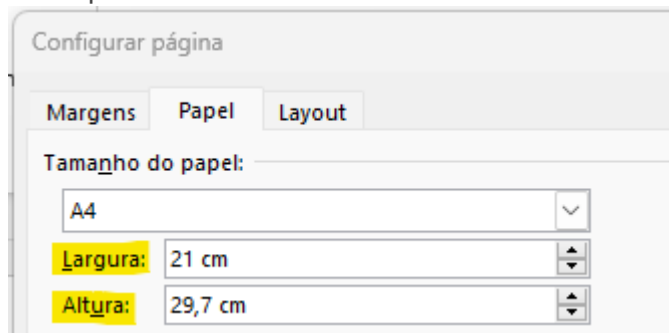 Configurar página
Margens Papel Layout
Tamanho do papel:
A4
Largura: 21 cm
Altura: 29,7 cm